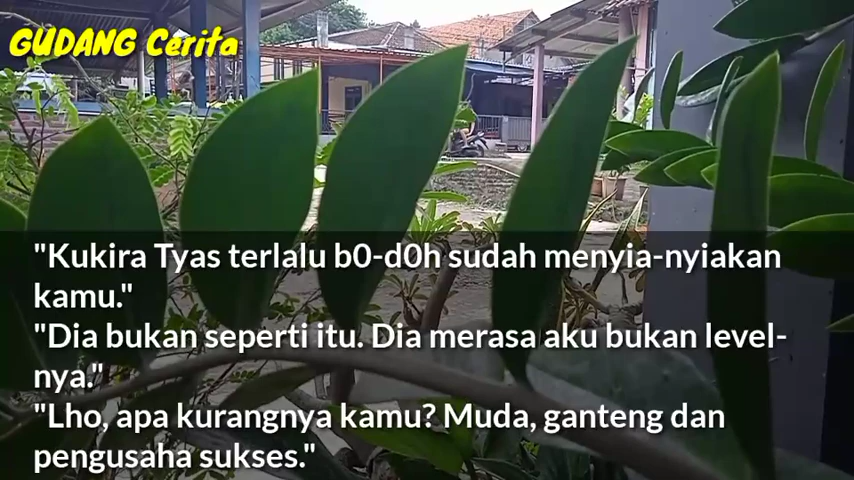 GUDANG Cerita
"Kukira Tyas terlalu b0-d0h sudah menyia-nyiakan
kamu."
"Dia bukan seperti itu. Dia merasa aku bukan level-
nya."
"Lho, apa kurangnya kamu? Muda, ganteng dan
pengusaha sukses."